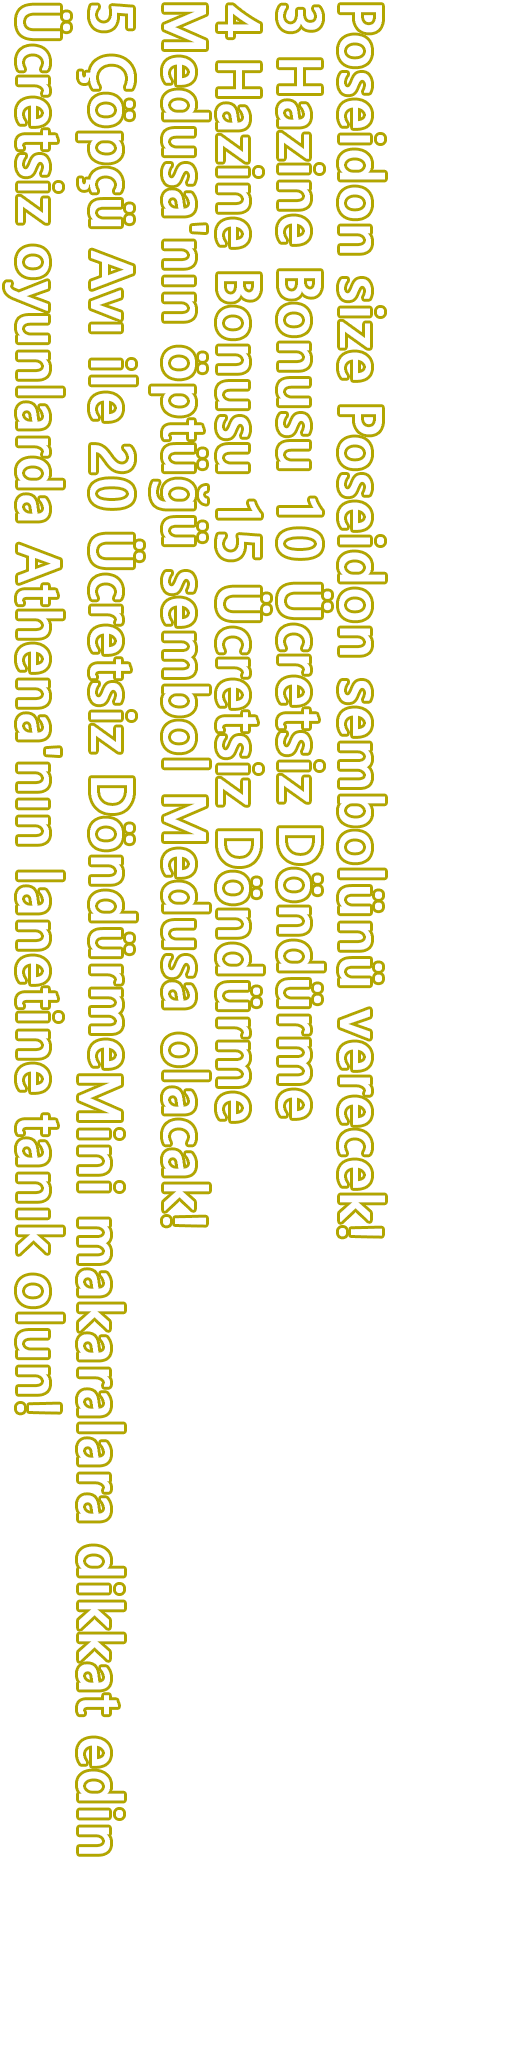 Poseidon size Poseidon sembolünü verecek!
3 Hazine Bonusu 10 Ücretsiz Döndürme
4 Hazine Bonusu 15 Ücretsiz Döndürme
Medusa'nın öptüğü sembol Medusa olacak!
5 Çöpçü Avı ile 20 Ücretsiz DöndürmeMini makaralara dikkat edin
Ücretsiz oyunlarda Athena'nın lanetine tanık olun!